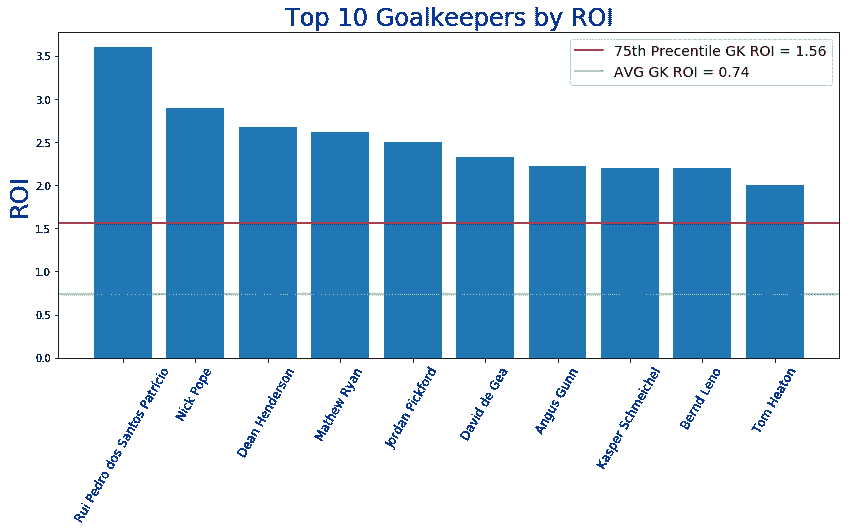 Top 10 Goalkeepers by ROI
75th Precentile GK ROI = 1.56
AVG GK ROI = 0.74
ROI
3.5
3.0
2.5
2.0
1.5
1.0
0.5
0.0
Rui Pedro dos Santos Patrício
Nick Pope
Dean Henderson
Mathew Ryan
Jordan Pickford
David de Gea
Angus Gunn
Kasper Schmeichel
Bernd Leno
Tom Heaton